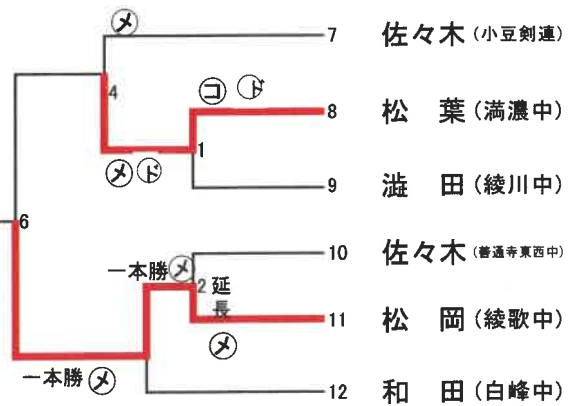 ㋱
7 佐々木 (小豆剣連)
4
㋙ ㋣゛
8 松 葉 (満濃中)
㋱ ㋣゛
1
9 澁 田 (綾川中)
6
10 佐々木 (善通寺東西中)
一本勝 ㋱
2 延長
11 松 岡 (綾歌中)
㋱
一本勝 ㋱
12 和 田 (白峰中)